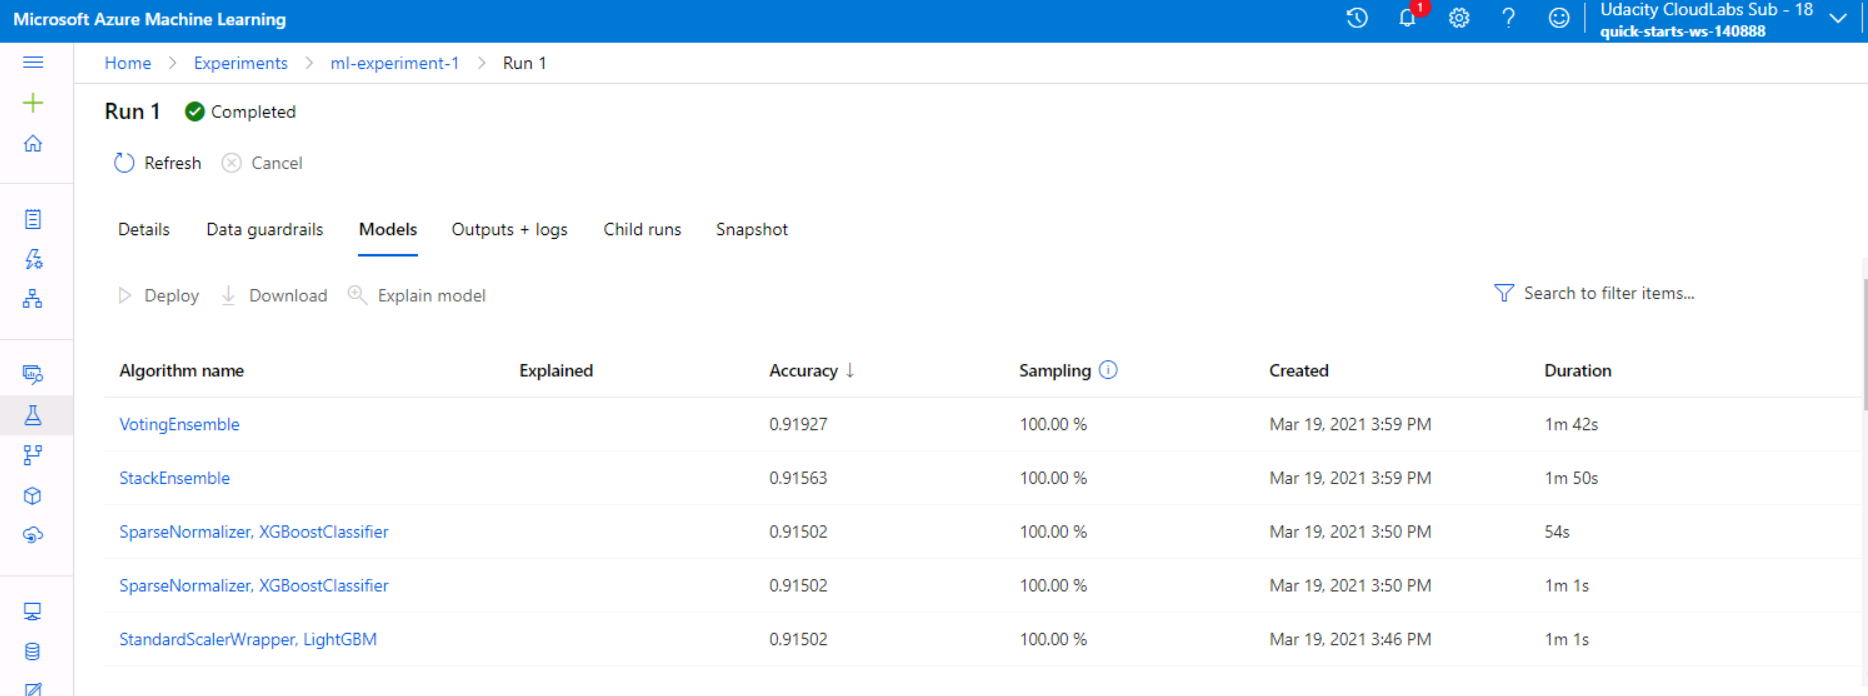 Microsoft Azure Machine Learning
1
Udacity CloudLabs Sub - 18
quick-starts-ws-140888
Home > Experiments > ml-experiment-1 > Run 1
Run 1 Completed
Refresh Cancel
Details Data guardrails Models Outputs + logs Child runs Snapshot
Deploy Download Explain model Search to filter items...
Algorithm name Explained Accuracy ↓ Sampling Created Duration
VotingEnsemble 0.91927 100.00 % Mar 19, 2021 3:59 PM 1m 42s
StackEnsemble 0.91563 100.00 % Mar 19, 2021 3:59 PM 1m 50s
SparseNormalizer, XGBoostClassifier 0.91502 100.00 % Mar 19, 2021 3:50 PM 54s
SparseNormalizer, XGBoostClassifier 0.91502 100.00 % Mar 19, 2021 3:50 PM 1m 1s
StandardScalerWrapper, LightGBM 0.91502 100.00 % Mar 19, 2021 3:46 PM 1m 1s